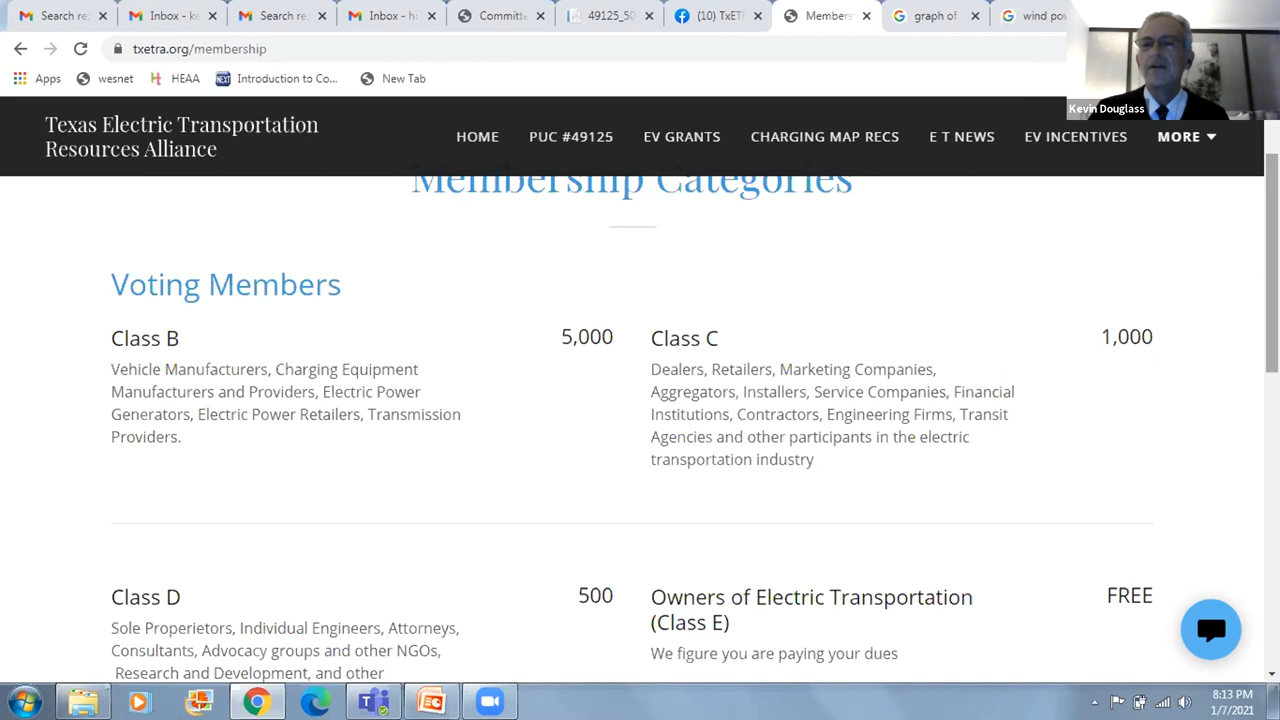 Search re:
Inbox - ke
Search re:
Inbox - h
Committe
49125_50
(10) TxETR
Members
graph of
wind pow
txetra.org/membership
Apps
wesnet
HEAA
Introduction to Co...
New Tab
Kevin Douglass
Texas Electric Transportation
Resources Alliance
HOME
PUC #49125
EV GRANTS
CHARGING MAP RECS
E T NEWS
EV INCENTIVES
MORE
Membership Categories
Voting Members
Class B
5,000
Vehicle Manufacturers, Charging Equipment
Manufacturers and Providers, Electric Power
Generators, Electric Power Retailers, Transmission
Providers.
Class C
1,000
Dealers, Retailers, Marketing Companies,
Aggregators, Installers, Service Companies, Financial
Institutions, Contractors, Engineering Firms, Transit
Agencies and other participants in the electric
transportation industry
Class D
500
Sole Properietors, Individual Engineers, Attorneys,
Consultants, Advocacy groups and other NGOs,
Research and Development, and other
Owners of Electric Transportation
(Class E)
FREE
We figure you are paying your dues
8:13 PM
1/7/2021